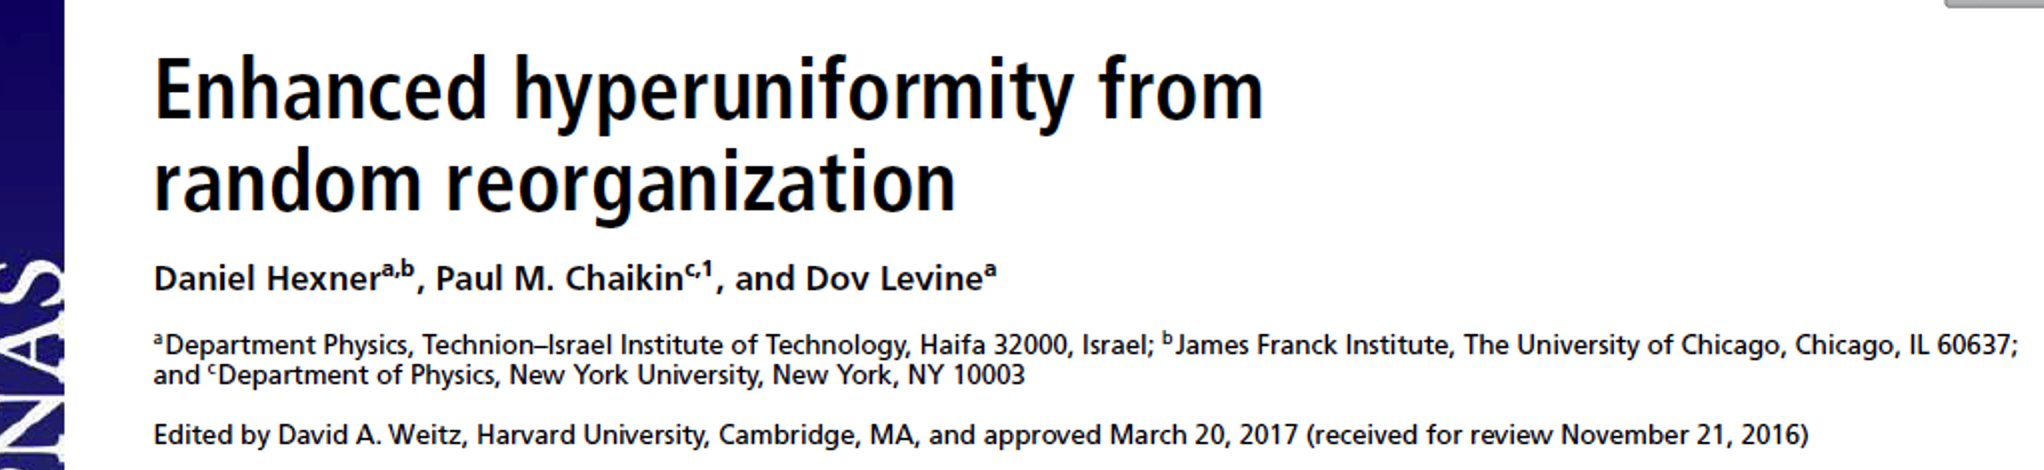 Enhanced hyperuniformity from
random reorganization
Daniel Hexnerᵃ,ᵇ, Paul M. Chaikinᶜ,¹, and Dov Levineᵃ
ᵃDepartment Physics, Technion–Israel Institute of Technology, Haifa 32000, Israel; ᵇJames Franck Institute, The University of Chicago, Chicago, IL 60637;
and ᶜDepartment of Physics, New York University, New York, NY 10003
Edited by David A. Weitz, Harvard University, Cambridge, MA, and approved March 20, 2017 (received for review November 21, 2016)
PNAS